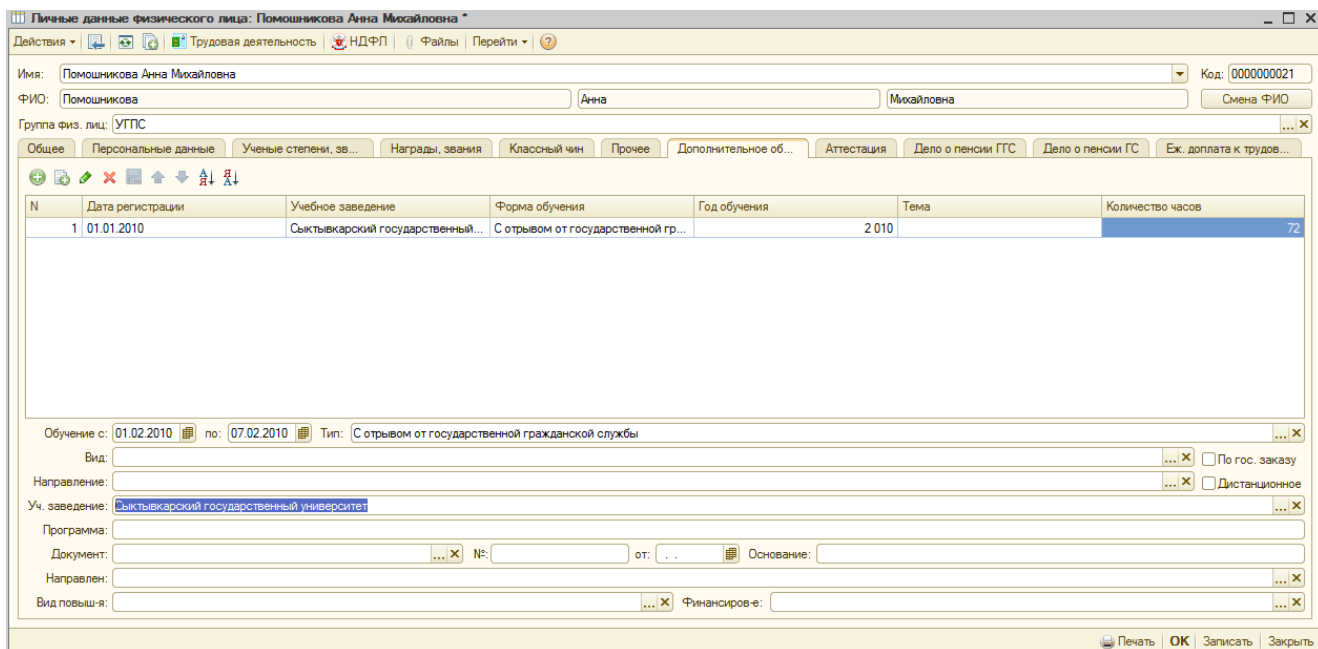 Личные данные физического лица: Помошникова Анна Михайловна *
Действия Трудовая деятельность НДФЛ Файлы Перейти ?
Имя: Помошникова Анна Михайловна Код: 0000000021
ФИО: Помошникова Анна Михайловна Смена ФИО
Группа физ. лиц: УГПС ... X
Общее Персональные данные Ученые степени, зв... Награды, звания Классный чин Прочее Дополнительное об... Аттестация Дело о пенсии ГГС Дело о пенсии ГС Еж. доплата к трудов...
N Дата регистрации Учебное заведение Форма обучения Год обучения Тема Количество часов
1 01.01.2010 Сыктывкарский государственный... С отрывом от государственной гр... 2 010 72
Обучение с: 01.02.2010 по: 07.02.2010 Тип: С отрывом от государственной гражданской службы ... X
Вид: ... X По гос. заказу
Направление: ... X Дистанционное
Уч. заведение: Сыктывкарский государственный университет ... X
Программа:
Документ: ... X №: от: . . Основание:
Направлен: ... X
Вид повыш-я: ... X Финансиров-е: ... X
Печать OK Записать Закрыть